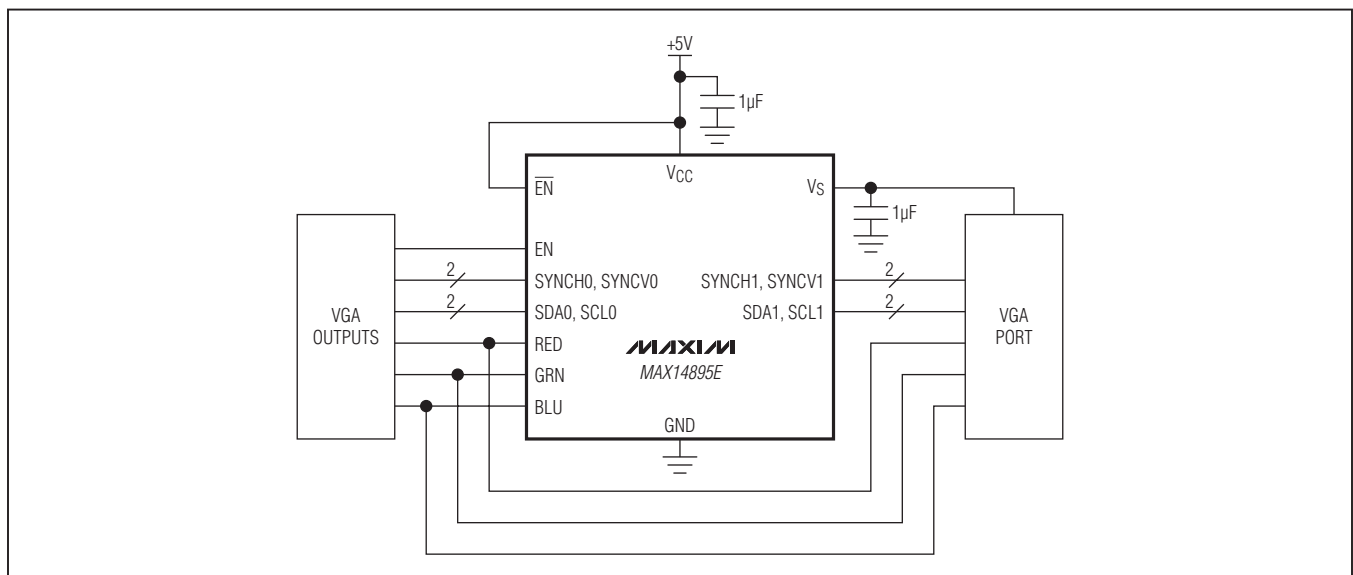 +5V
1µF
VCC
EN
VS
1µF
EN
2
SYNCH0, SYNCV0
SYNCH1, SYNCV1
2
2
SDA0, SCL0
SDA1, SCL1
2
VGA
OUTPUTS
VGA
PORT
RED
MAXIM
GRN
MAX14895E
BLU
GND